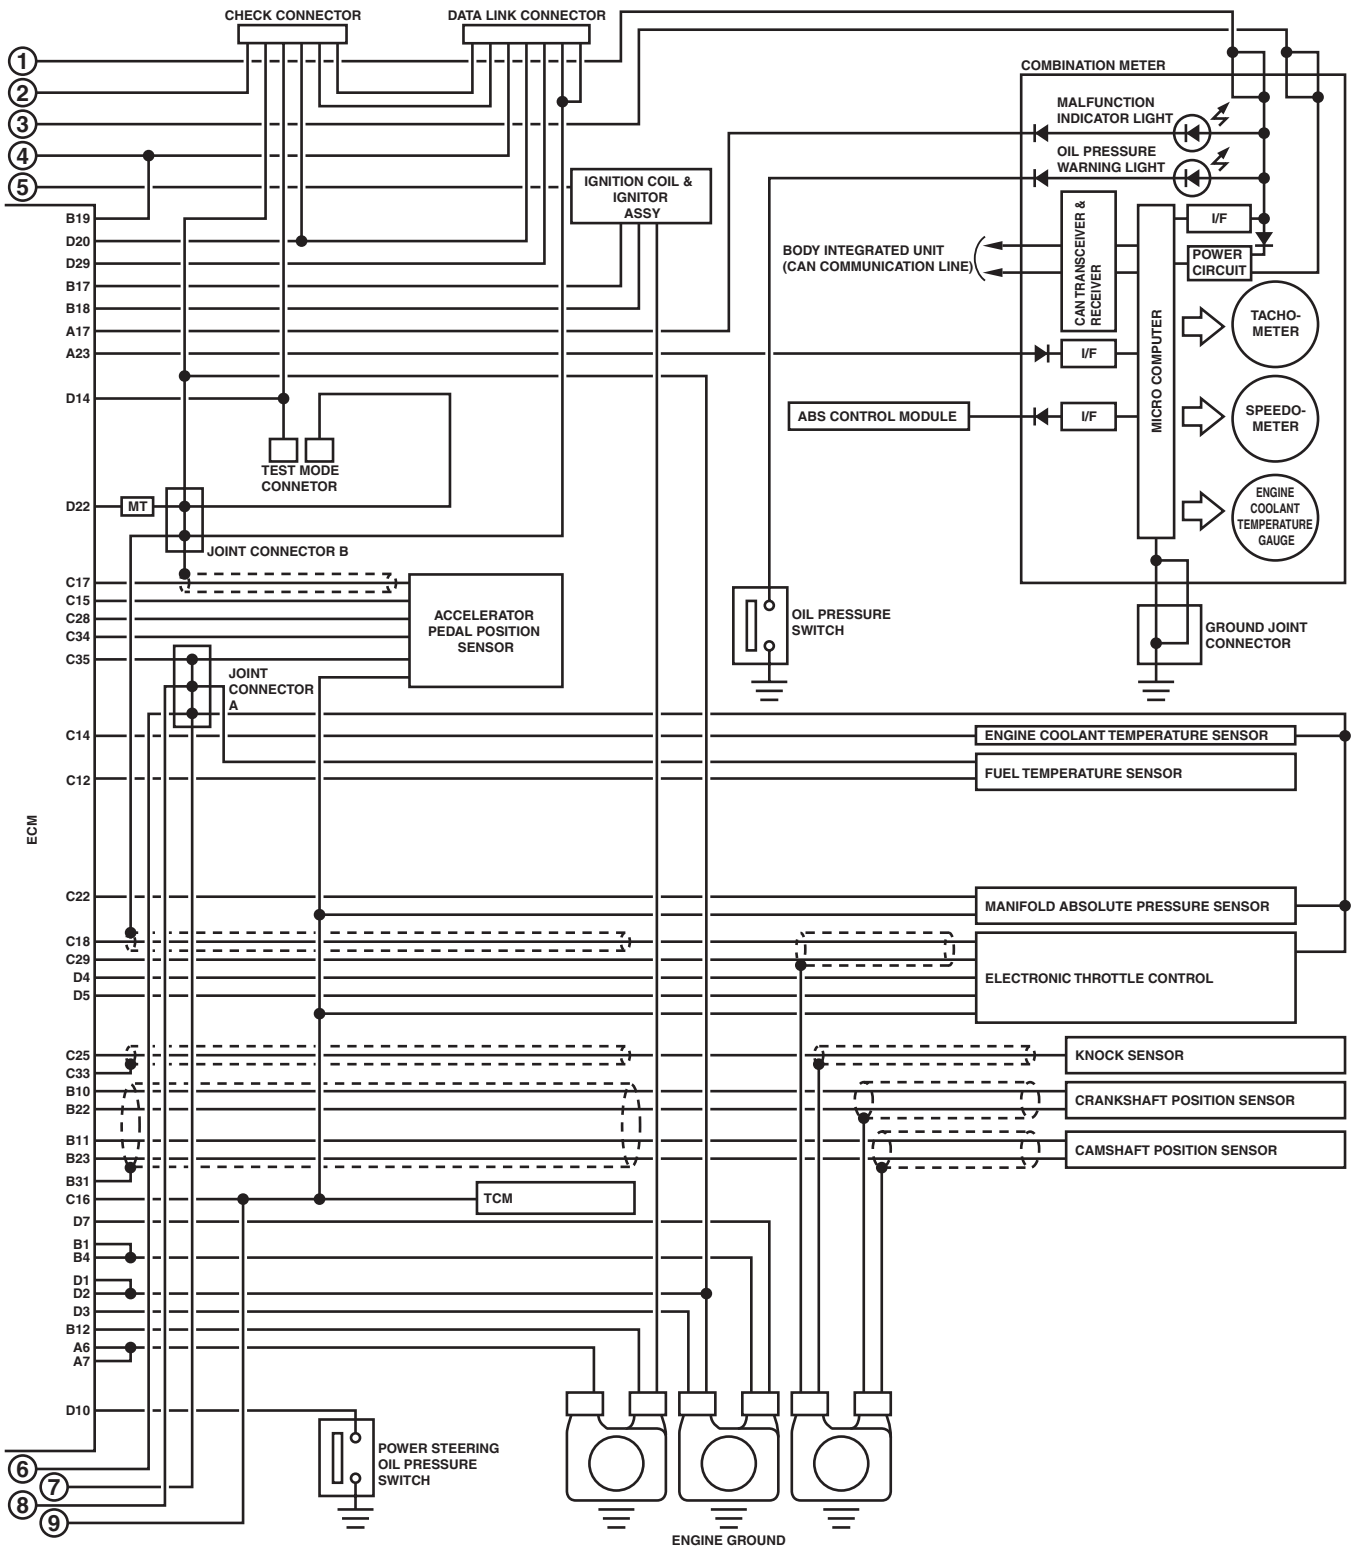 CHECK CONNECTOR
DATA LINK CONNECTOR
1
2
3
4
5
COMBINATION METER
MALFUNCTION
INDICATOR LIGHT
OIL PRESSURE
WARNING LIGHT
IGNITION COIL &
IGNITOR
ASSY
I/F
POWER
CIRCUIT
BODY INTEGRATED UNIT
(CAN COMMUNICATION LINE)
CAN TRANSCEIVER &
RECEIVER
MICRO COMPUTER
TACHO-
METER
I/F
ABS CONTROL MODULE
I/F
SPEEDO-
METER
ENGINE
COOLANT
TEMPERATURE
GAUGE
B19
D20
D29
B17
B18
A17
A23
D14
TEST MODE
CONNETOR
D22
MT
JOINT CONNECTOR B
C17
C15
C28
C34
C35
ACCELERATOR
PEDAL POSITION
SENSOR
OIL PRESSURE
SWITCH
GROUND JOINT
CONNECTOR
JOINT
CONNECTOR
A
C14
ENGINE COOLANT TEMPERATURE SENSOR
C12
FUEL TEMPERATURE SENSOR
ECM
C22
MANIFOLD ABSOLUTE PRESSURE SENSOR
C18
C29
D4
D5
ELECTRONIC THROTTLE CONTROL
C25
C33
KNOCK SENSOR
B10
B22
CRANKSHAFT POSITION SENSOR
B11
B23
CAMSHAFT POSITION SENSOR
B31
C16
TCM
D7
B1
B4
D1
D2
D3
B12
A6
A7
D10
POWER STEERING
OIL PRESSURE
SWITCH
6
7
8
9
ENGINE GROUND